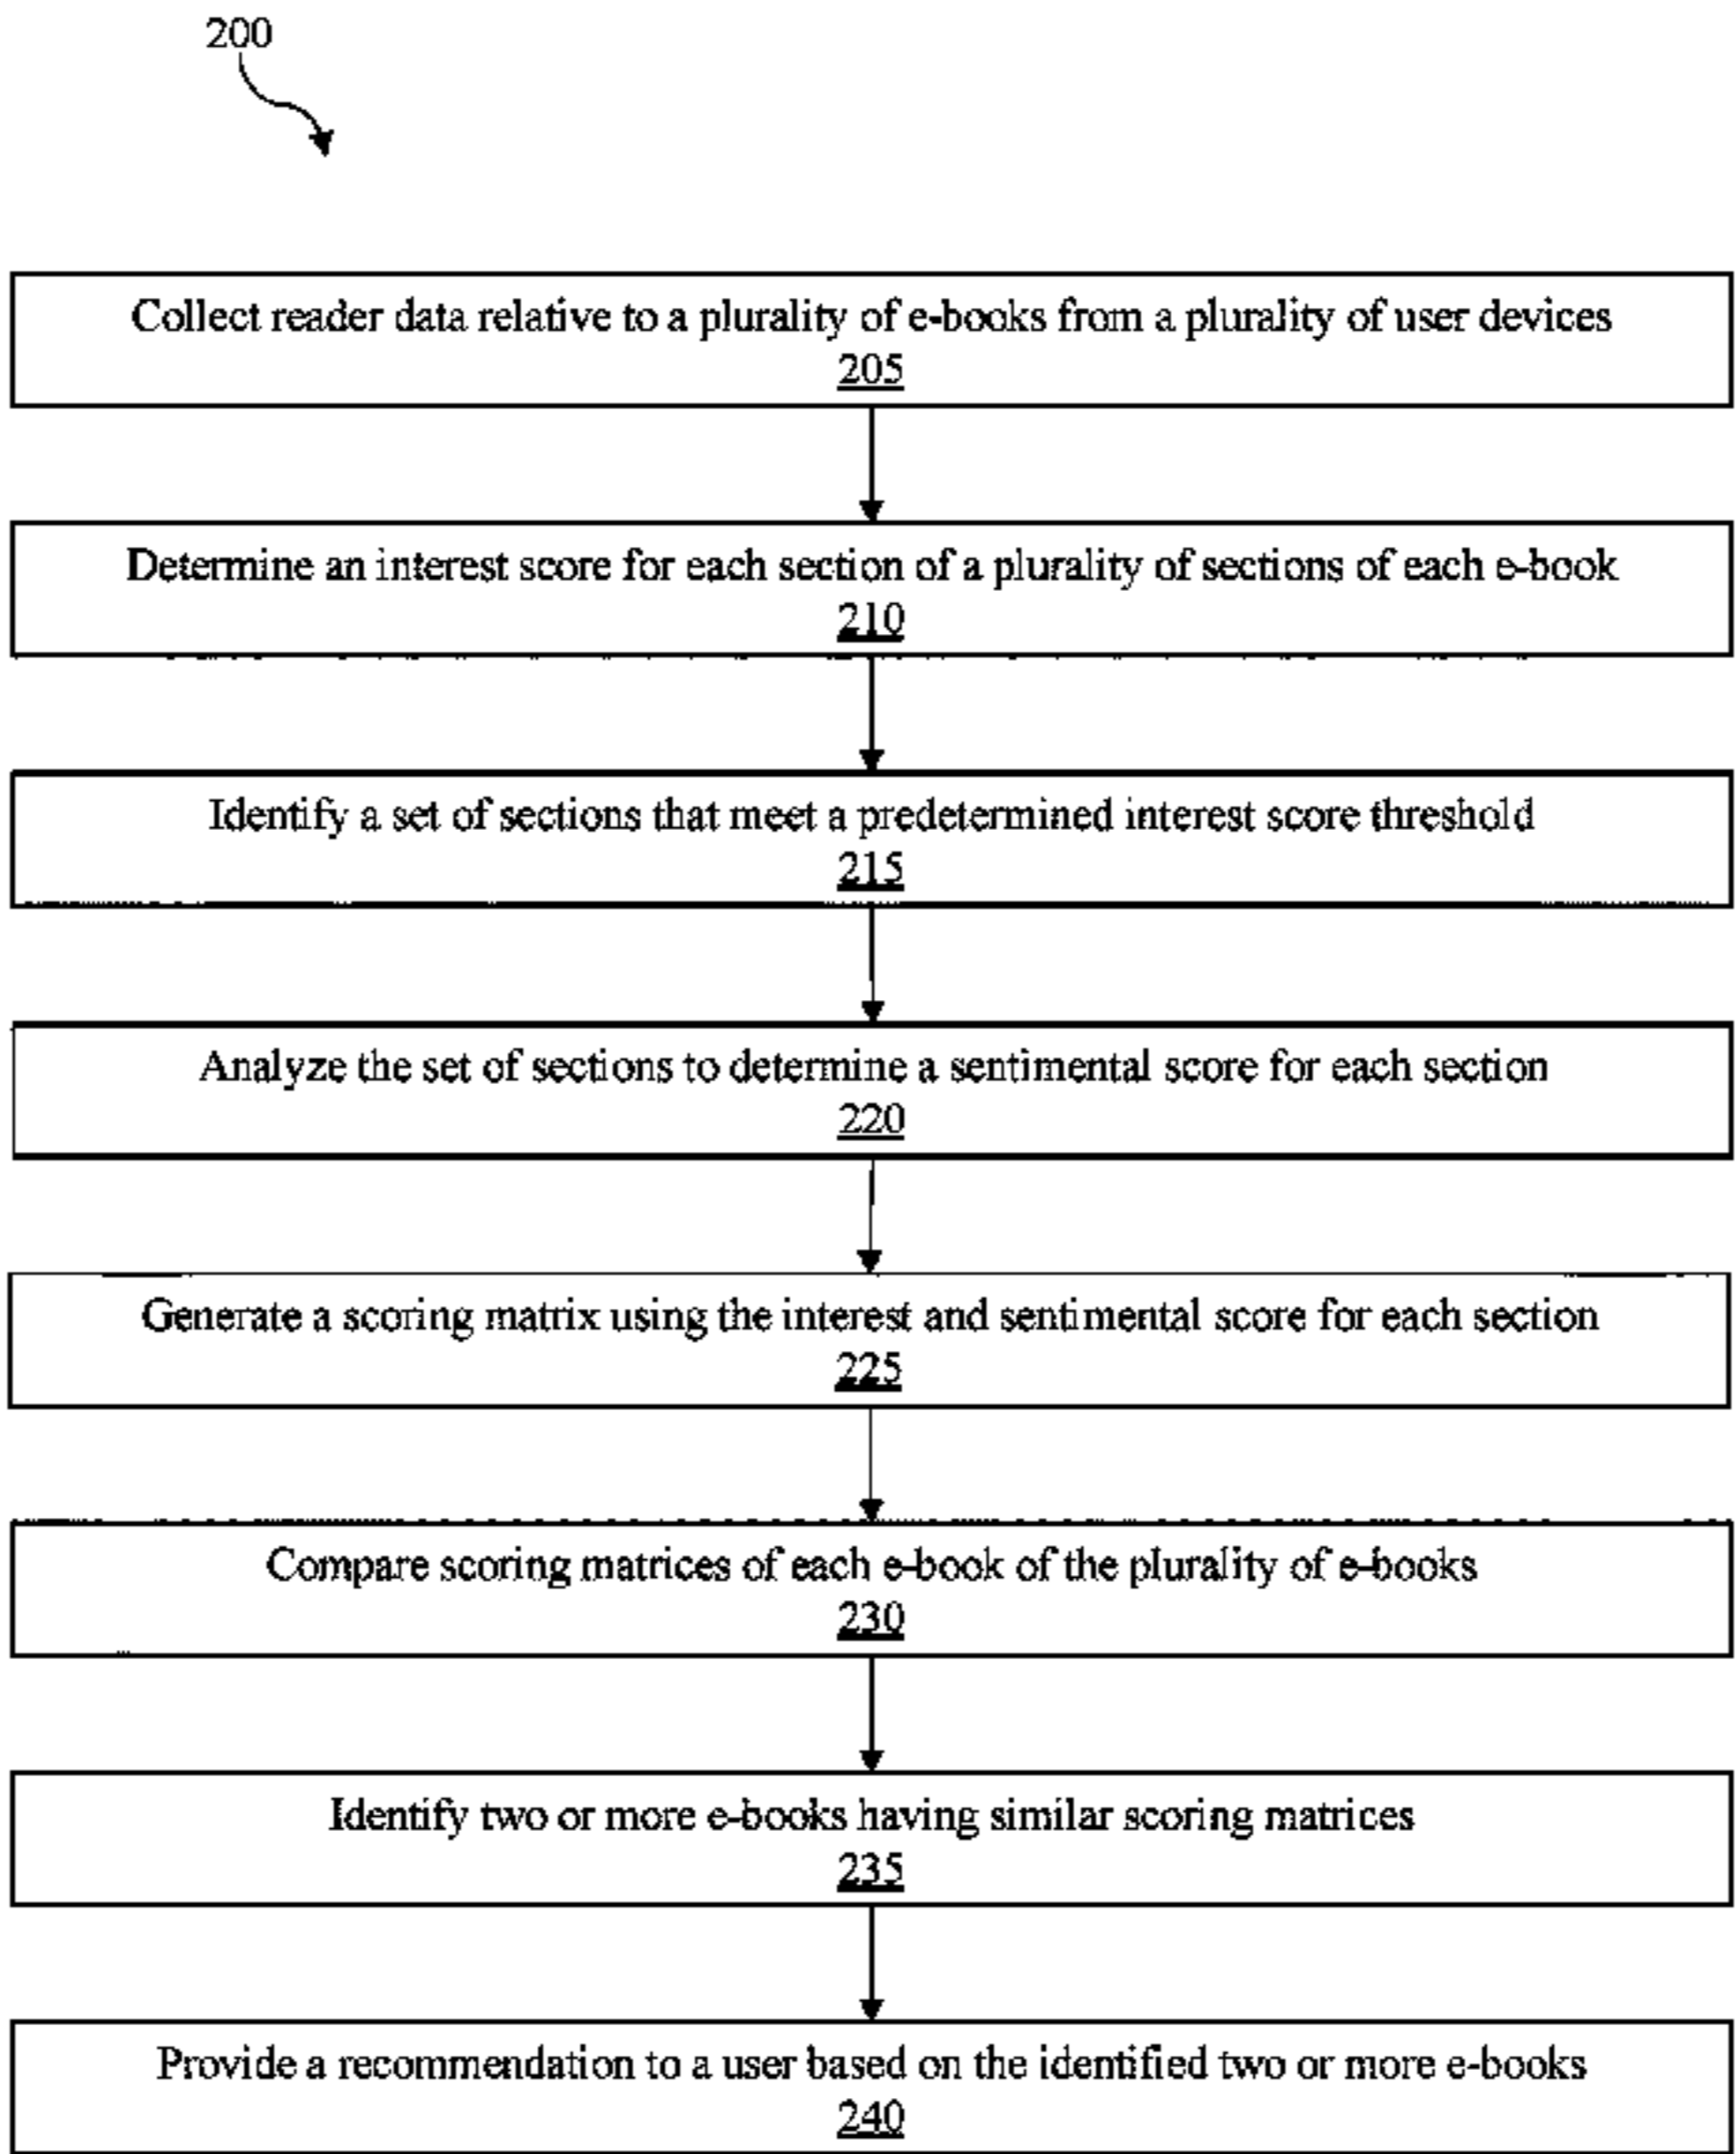 200
Collect reader data relative to a plurality of e-books from a plurality of user devices
205
Determine an interest score for each section of a plurality of sections of each e-book
210
Identify a set of sections that meet a predetermined interest score threshold
215
Analyze the set of sections to determine a sentimental score for each section
220
Generate a scoring matrix using the interest and sentimental score for each section
225
Compare scoring matrices of each e-book of the plurality of e-books
230
Identify two or more e-books having similar scoring matrices
235
Provide a recommendation to a user based on the identified two or more e-books
240